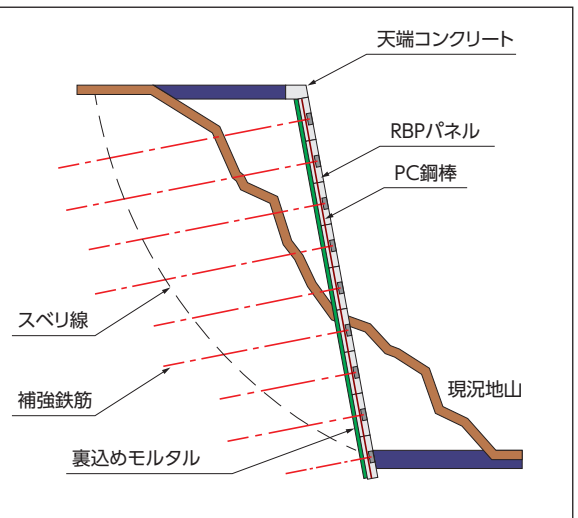 天端コンクリート
RBPパネル
PC鋼棒
スベリ線
現況地山
補強鉄筋
裏込めモルタル